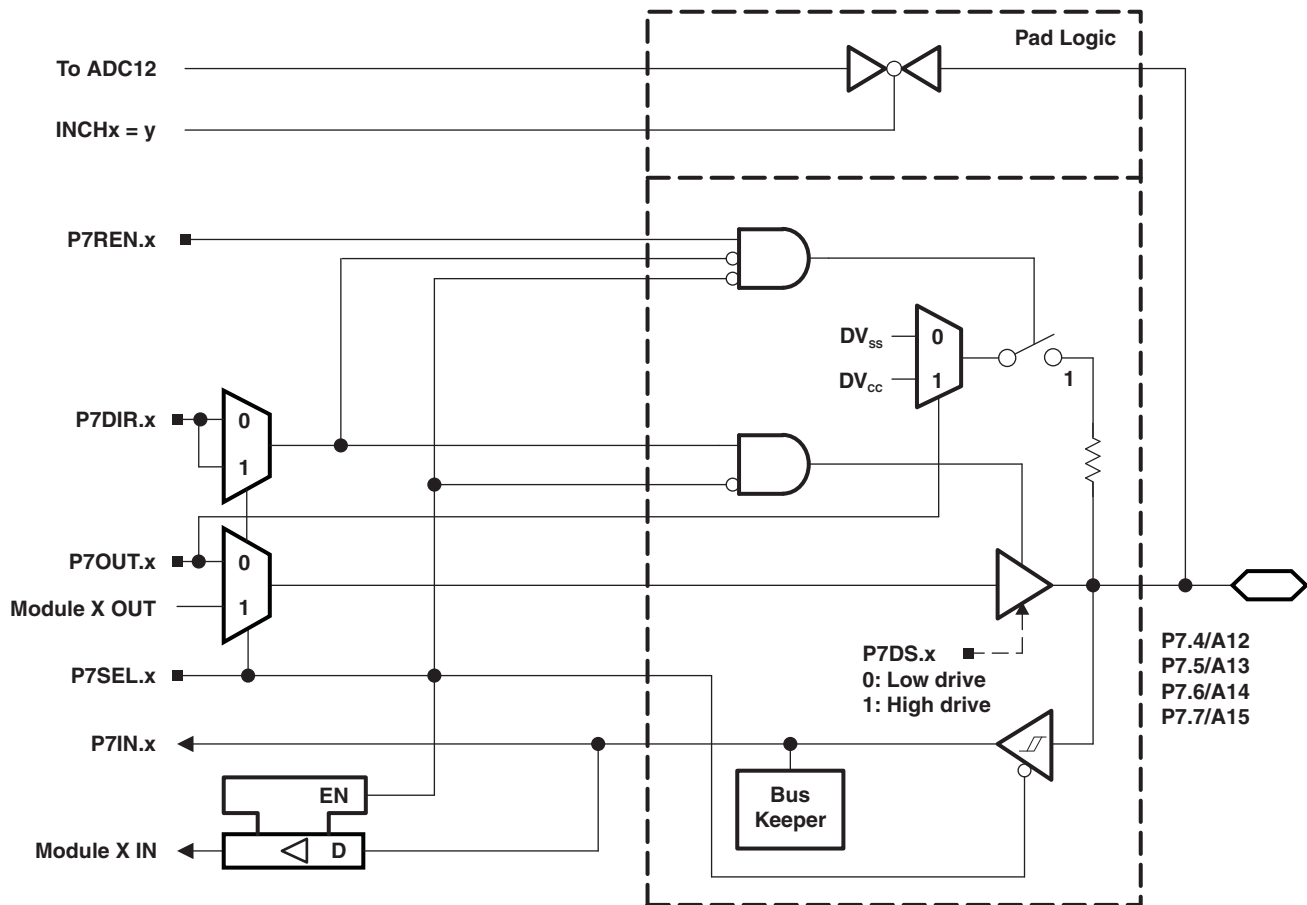 Pad Logic
To ADC12
INCHx = y
P7REN.x
DVSS
0
DVCC
1
1
P7DIR.x
0
1
P7OUT.x
0
Module X OUT
1
P7DS.x
0: Low drive
1: High drive
P7.4/A12
P7.5/A13
P7.6/A14
P7.7/A15
P7SEL.x
P7IN.x
Bus
Keeper
EN
Module X IN
D